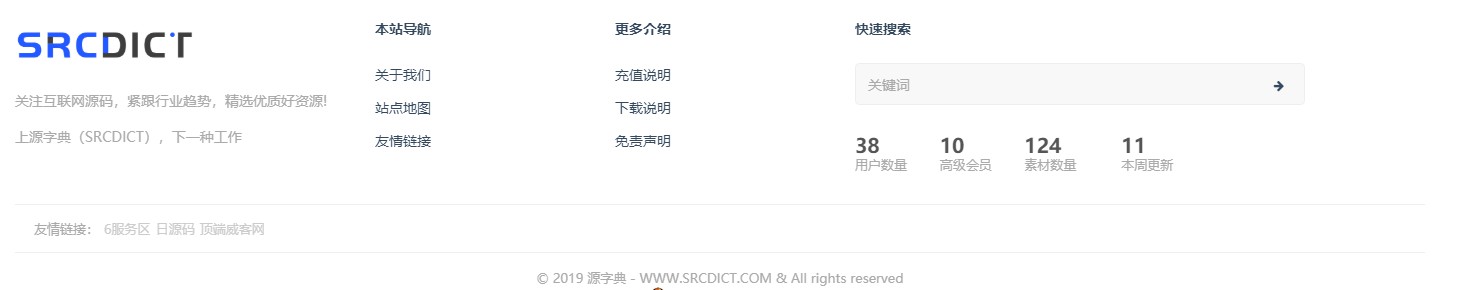 SRCDICT
关注互联网源码，紧跟行业趋势，精选优质好资源!
上源字典（SRCDICT），下一种工作
本站导航
关于我们
站点地图
友情链接
更多介绍
充值说明
下载说明
免责声明
快速搜索
关键词
38 10 124 11
用户数量 高级会员 素材数量 本周更新
友情链接： 6服务区 日源码 顶端威客网
© 2019 源字典 - WWW.SRCDICT.COM & All rights reserved